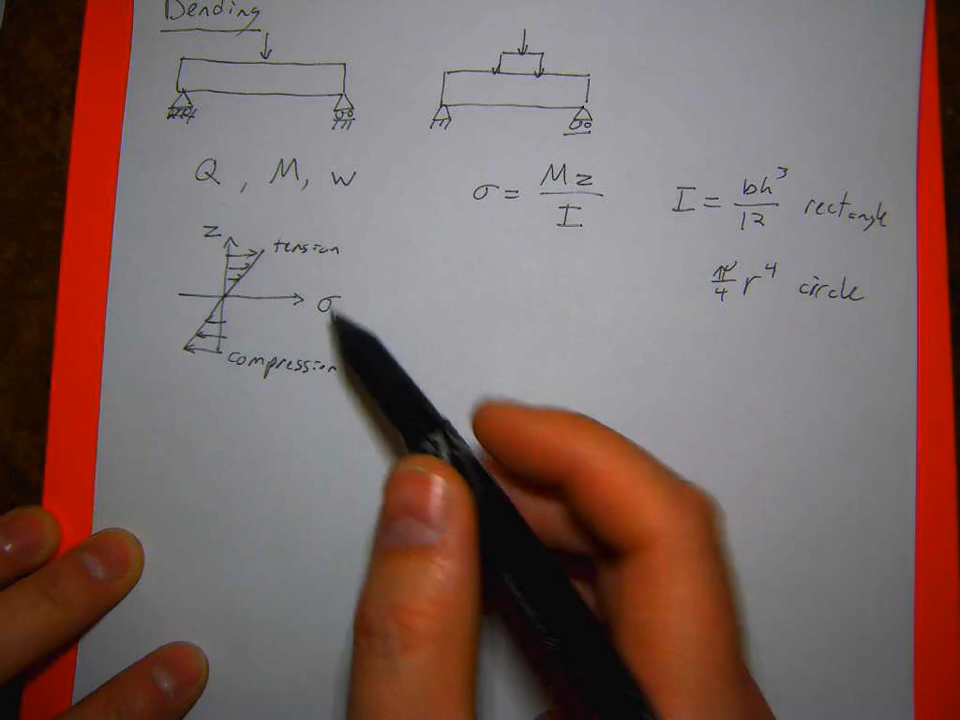 Bending
Q , M, w
σ = Mz / I
I = bh³ / 12 rectangle
π/4 r⁴ circle
z
tension
σ
compression